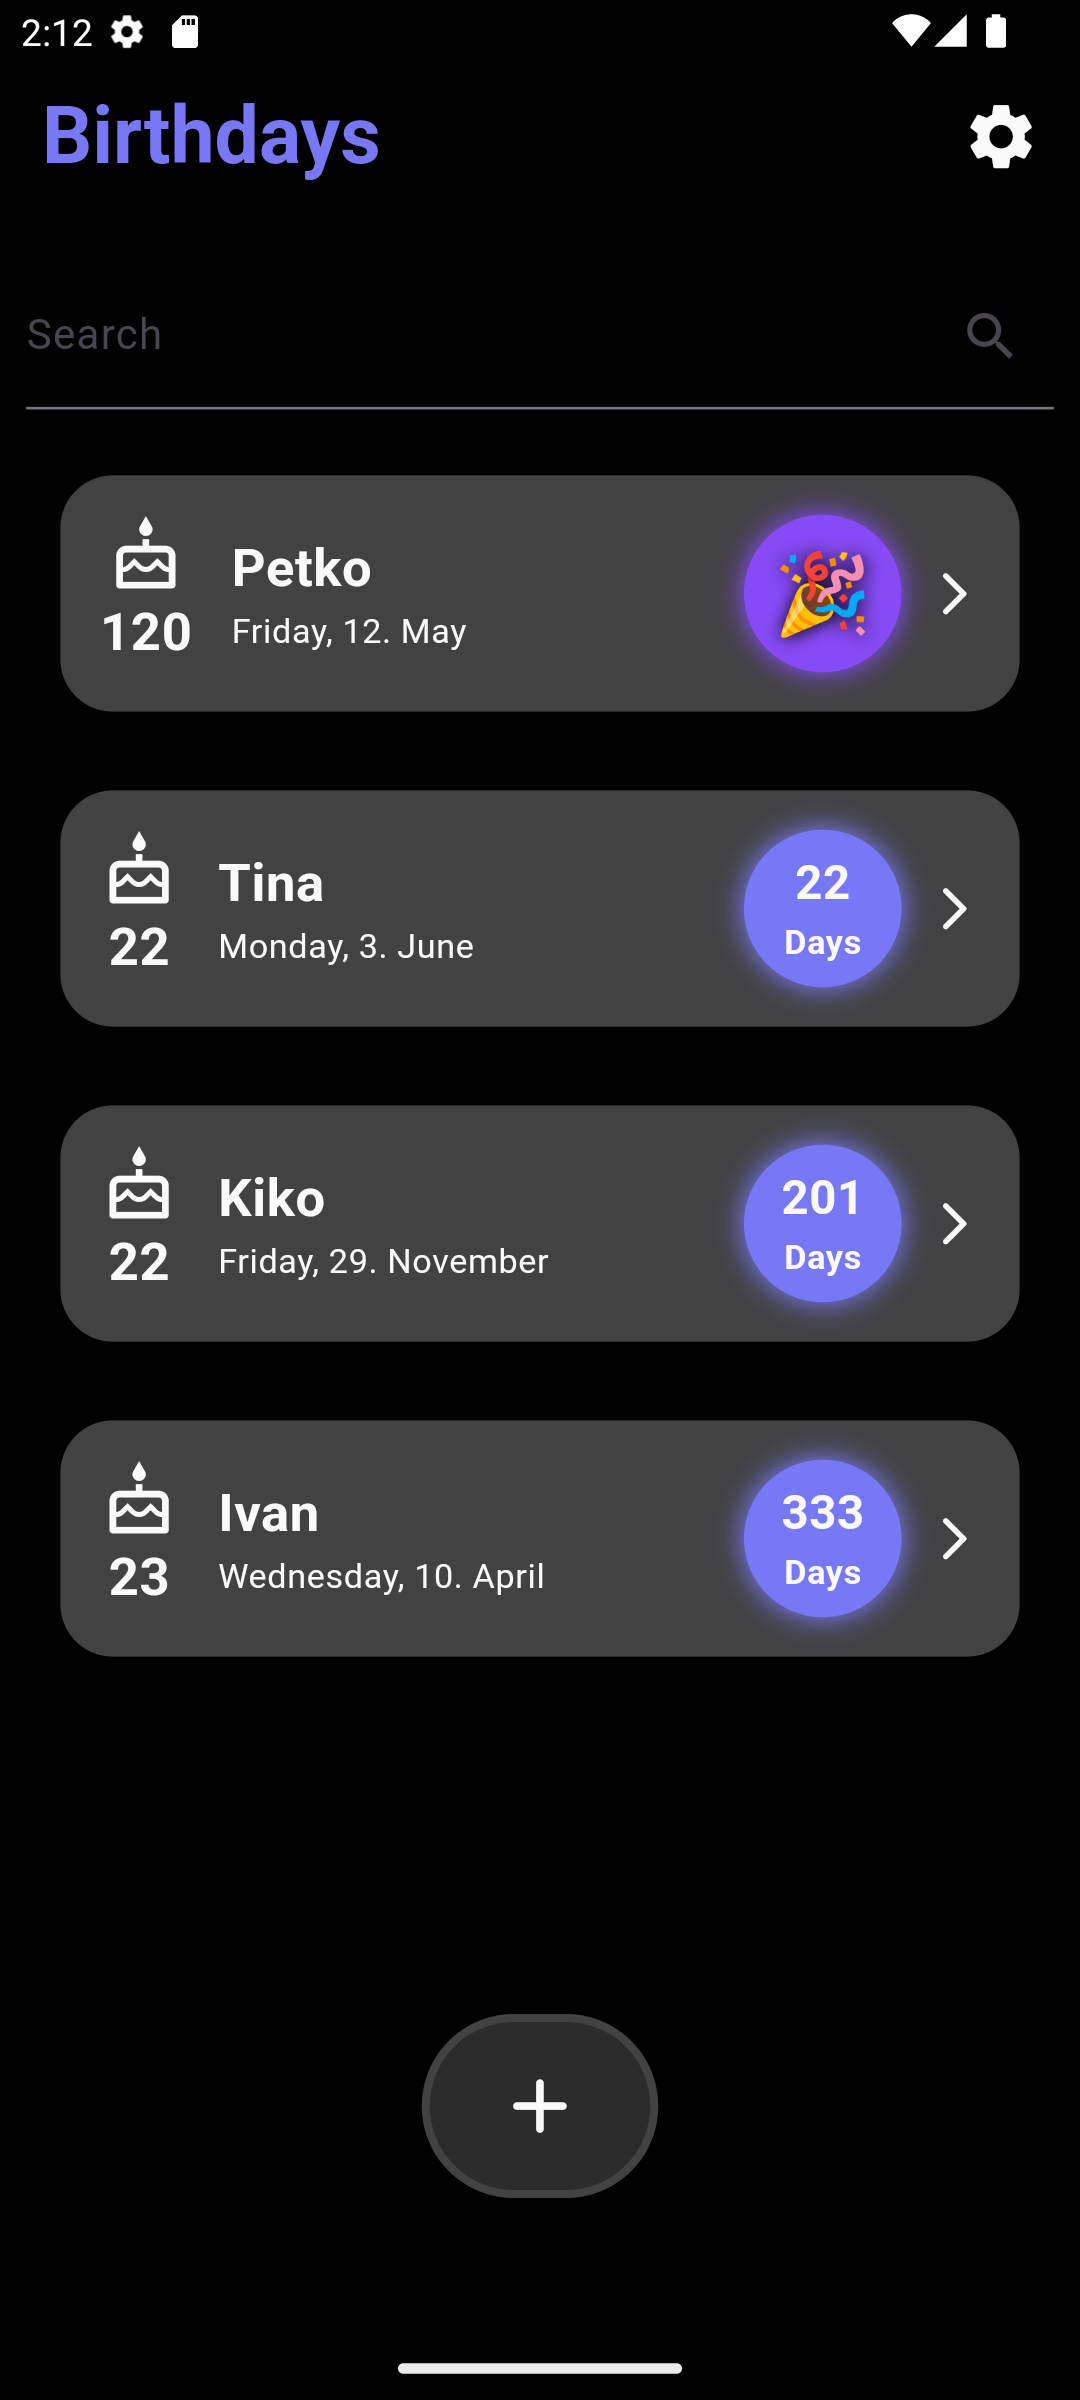 2:12
Birthdays
Search
Petko
120
Friday, 12. May
Tina
22
Monday, 3. June
22
Days
Kiko
22
Friday, 29. November
201
Days
Ivan
23
Wednesday, 10. April
333
Days